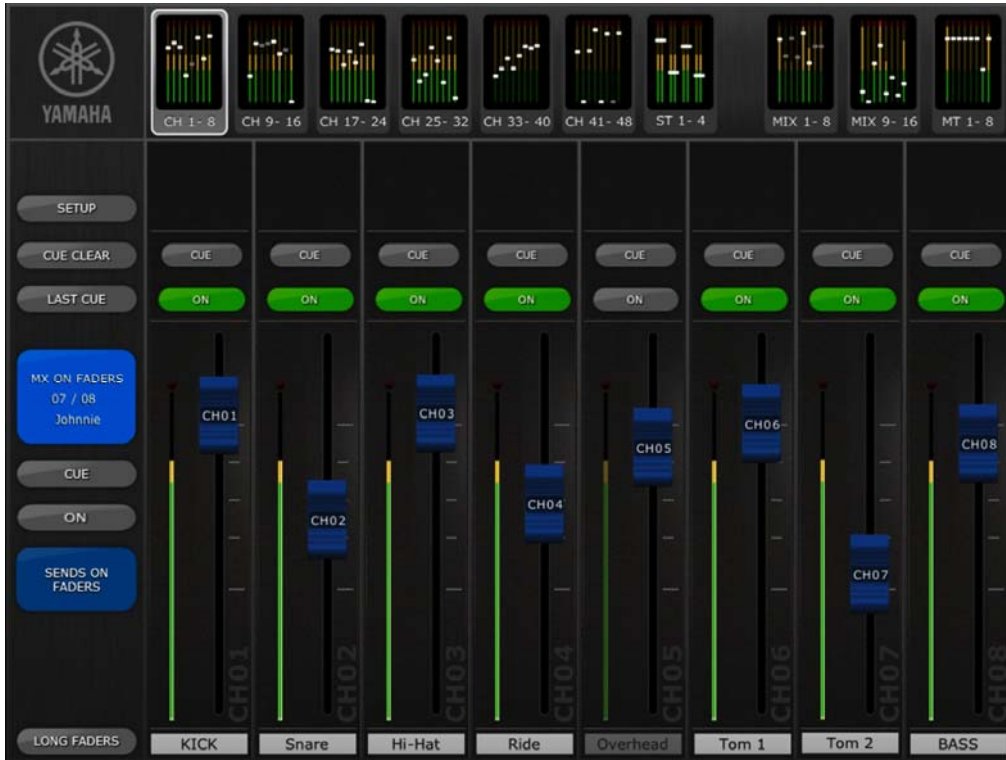 YAMAHA
CH 1- 8
CH 9- 16
CH 17- 24
CH 25- 32
CH 33- 40
CH 41- 48
ST 1- 4
MIX 1- 8
MIX 9- 16
MT 1- 8
SETUP
CUE CLEAR
LAST CUE
MX ON FADERS
07 / 08
Johnnie
CUE
ON
SENDS ON
FADERS
LONG FADERS
CUE
ON
CH01
CH01
KICK
CUE
ON
CH02
CH02
Snare
CUE
ON
CH03
CH03
Hi-Hat
CUE
ON
CH04
CH04
Ride
CUE
ON
CH05
CH05
Overhead
CUE
ON
CH06
CH06
Tom 1
CUE
ON
CH07
CH07
Tom 2
CUE
ON
CH08
CH08
BASS